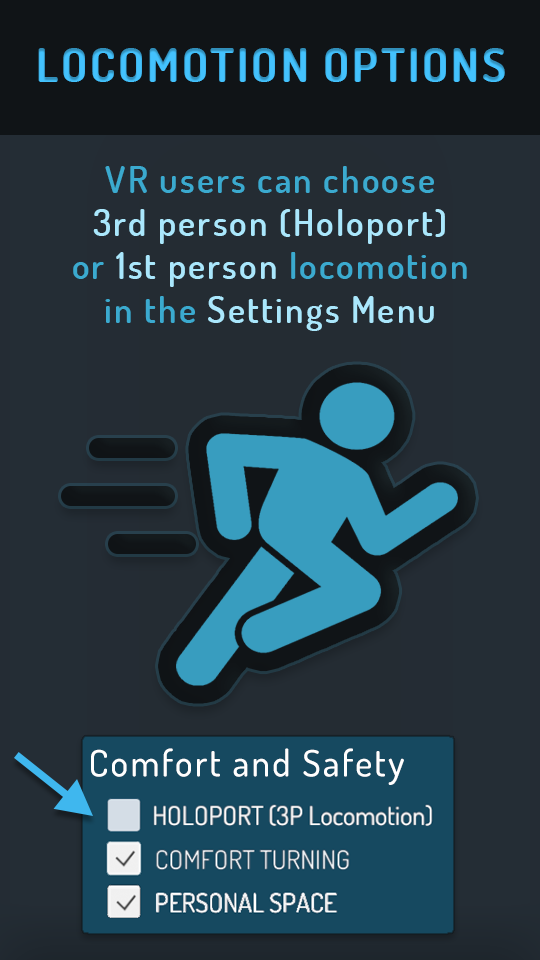 LOCOMOTION OPTIONS
VR users can choose
3rd person (Holoport)
or 1st person locomotion
in the Settings Menu
Comfort and Safety
HOLOPORT (3P Locomotion)
COMFORT TURNING
PERSONAL SPACE